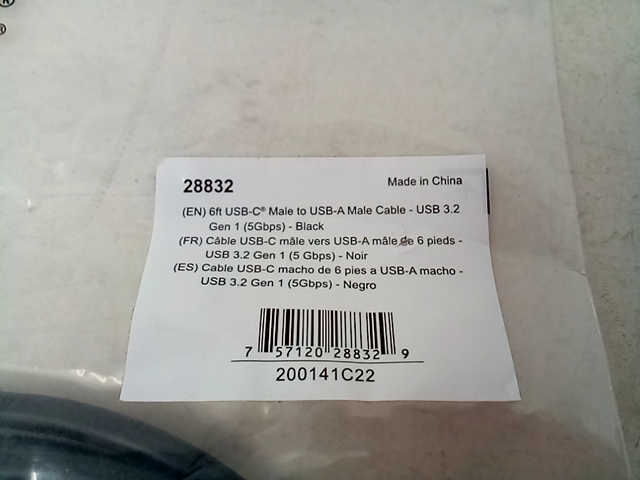 ®
®
28832
Made in China
(EN) 6ft USB-C® Male to USB-A Male Cable - USB 3.2
Gen 1 (5Gbps) - Black
(FR) Câble USB-C mâle vers USB-A mâle de 6 pieds -
USB 3.2 Gen 1 (5 Gbps) - Noir
(ES) Cable USB-C macho de 6 pies a USB-A macho -
USB 3.2 Gen 1 (5Gbps) - Negro
7 57120 28832 9
200141C22